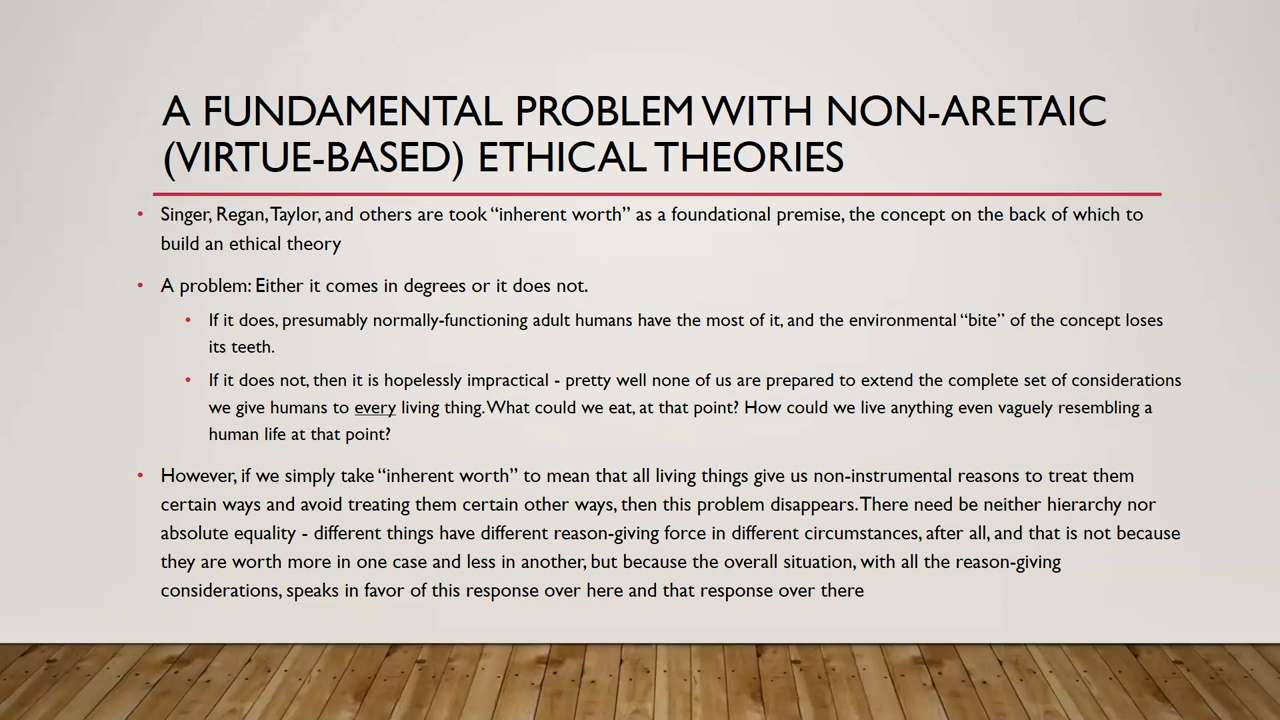 A FUNDAMENTAL PROBLEM WITH NON-ARETAIC
(VIRTUE-BASED) ETHICAL THEORIES
• Singer, Regan, Taylor, and others are took “inherent worth” as a foundational premise, the concept on the back of which to
build an ethical theory
• A problem: Either it comes in degrees or it does not.
• If it does, presumably normally-functioning adult humans have the most of it, and the environmental “bite” of the concept loses
its teeth.
• If it does not, then it is hopelessly impractical - pretty well none of us are prepared to extend the complete set of considerations
we give humans to every living thing. What could we eat, at that point? How could we live anything even vaguely resembling a
human life at that point?
• However, if we simply take “inherent worth” to mean that all living things give us non-instrumental reasons to treat them
certain ways and avoid treating them certain other ways, then this problem disappears. There need be neither hierarchy nor
absolute equality - different things have different reason-giving force in different circumstances, after all, and that is not because
they are worth more in one case and less in another, but because the overall situation, with all the reason-giving
considerations, speaks in favor of this response over here and that response over there